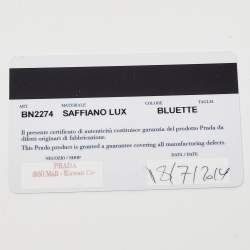 ART. MATERIALE COLORE TAGLIA
BN2274 SAFFIANO LUX BLUETTE
Il presente certificato di autenticità costituisce garanzia del prodotto Prada da
difetti originari di fabbricazione.
This Prada product is granted a guarantee covering all manufacturing defects.
NEGOZIO / SHOP DATA / DATE
PRADA
18/7/2014